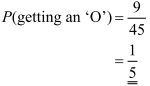 P(getting an ‘O’) = 9/45
= 1/5